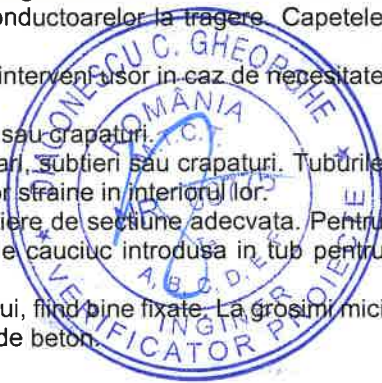 onductoarelor la tragere. Capetele
interveni usor in caz de necesitate
sau crapaturi.
ari, subtieri sau crapaturi. Tuburile
or straine in interiorul lor.
iere de sectiune adecvata. Pentru
e cauciuc introdusa in tub pentru
ui, fiind bine fixate. La grosimi mici
de beton.
DIACONESCU C. GHEORGHE
ROMÂNIA
M.T.C.T.
A, B, C, D, E, F
INGINER
VERIFICATOR PROIECTE